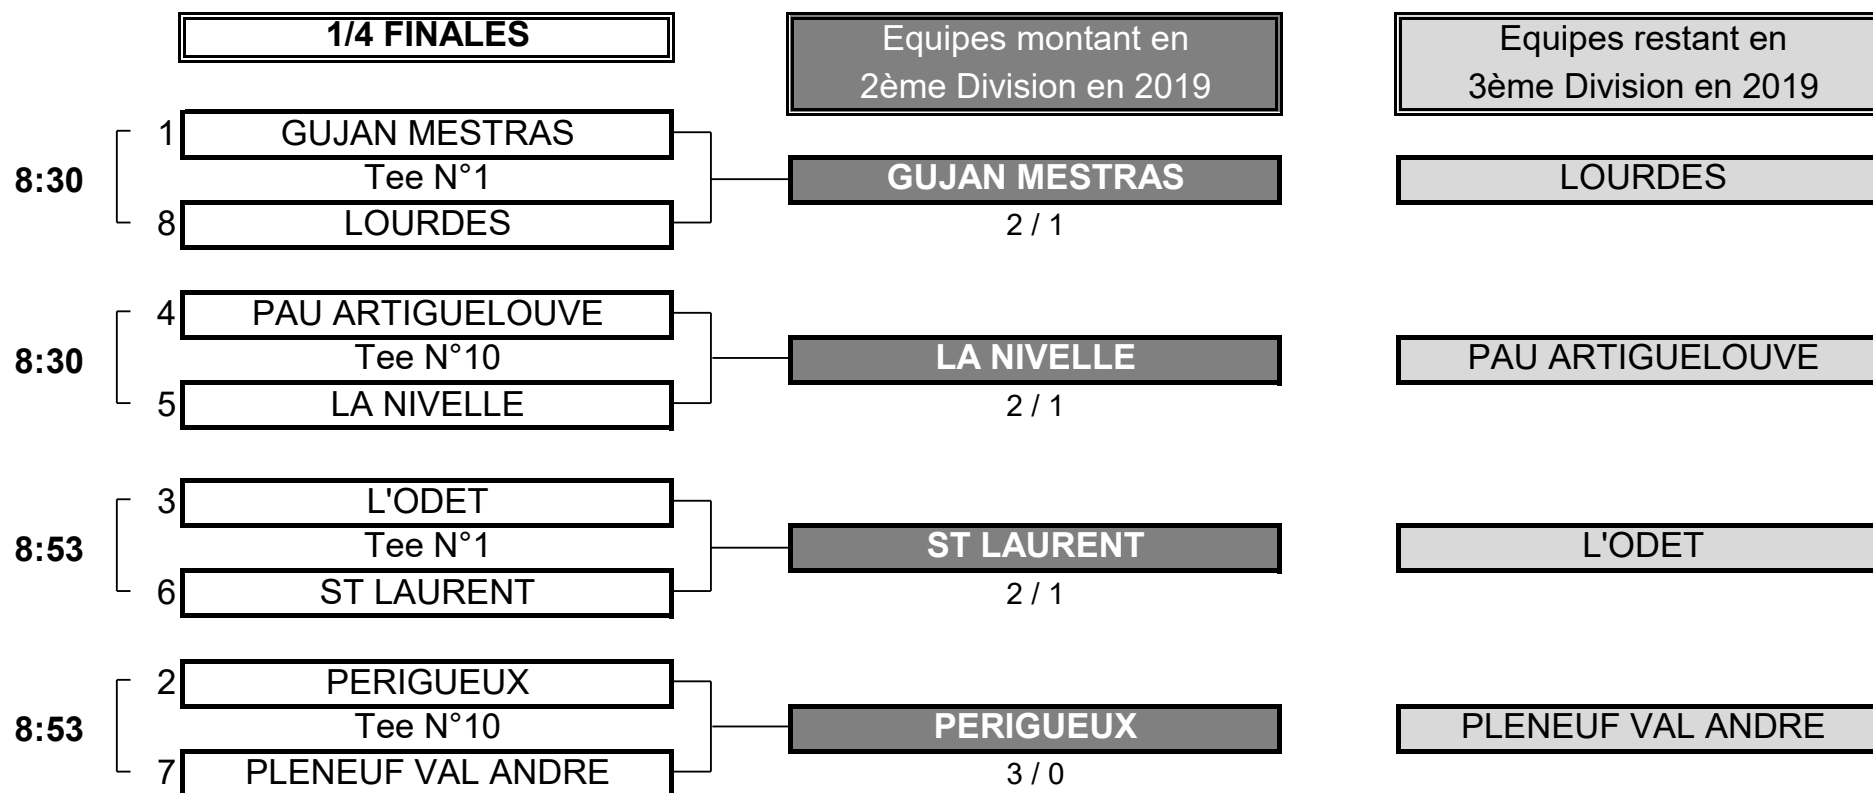 1/4 FINALES
Equipes montant en
2ème Division en 2019
Equipes restant en
3ème Division en 2019
8:30
1 GUJAN MESTRAS
Tee N°1
8 LOURDES
GUJAN MESTRAS
2 / 1
LOURDES
8:30
4 PAU ARTIGUELOUVE
Tee N°10
5 LA NIVELLE
LA NIVELLE
2 / 1
PAU ARTIGUELOUVE
8:53
3 L'ODET
Tee N°1
6 ST LAURENT
ST LAURENT
2 / 1
L'ODET
8:53
2 PERIGUEUX
Tee N°10
7 PLENEUF VAL ANDRE
PERIGUEUX
3 / 0
PLENEUF VAL ANDRE